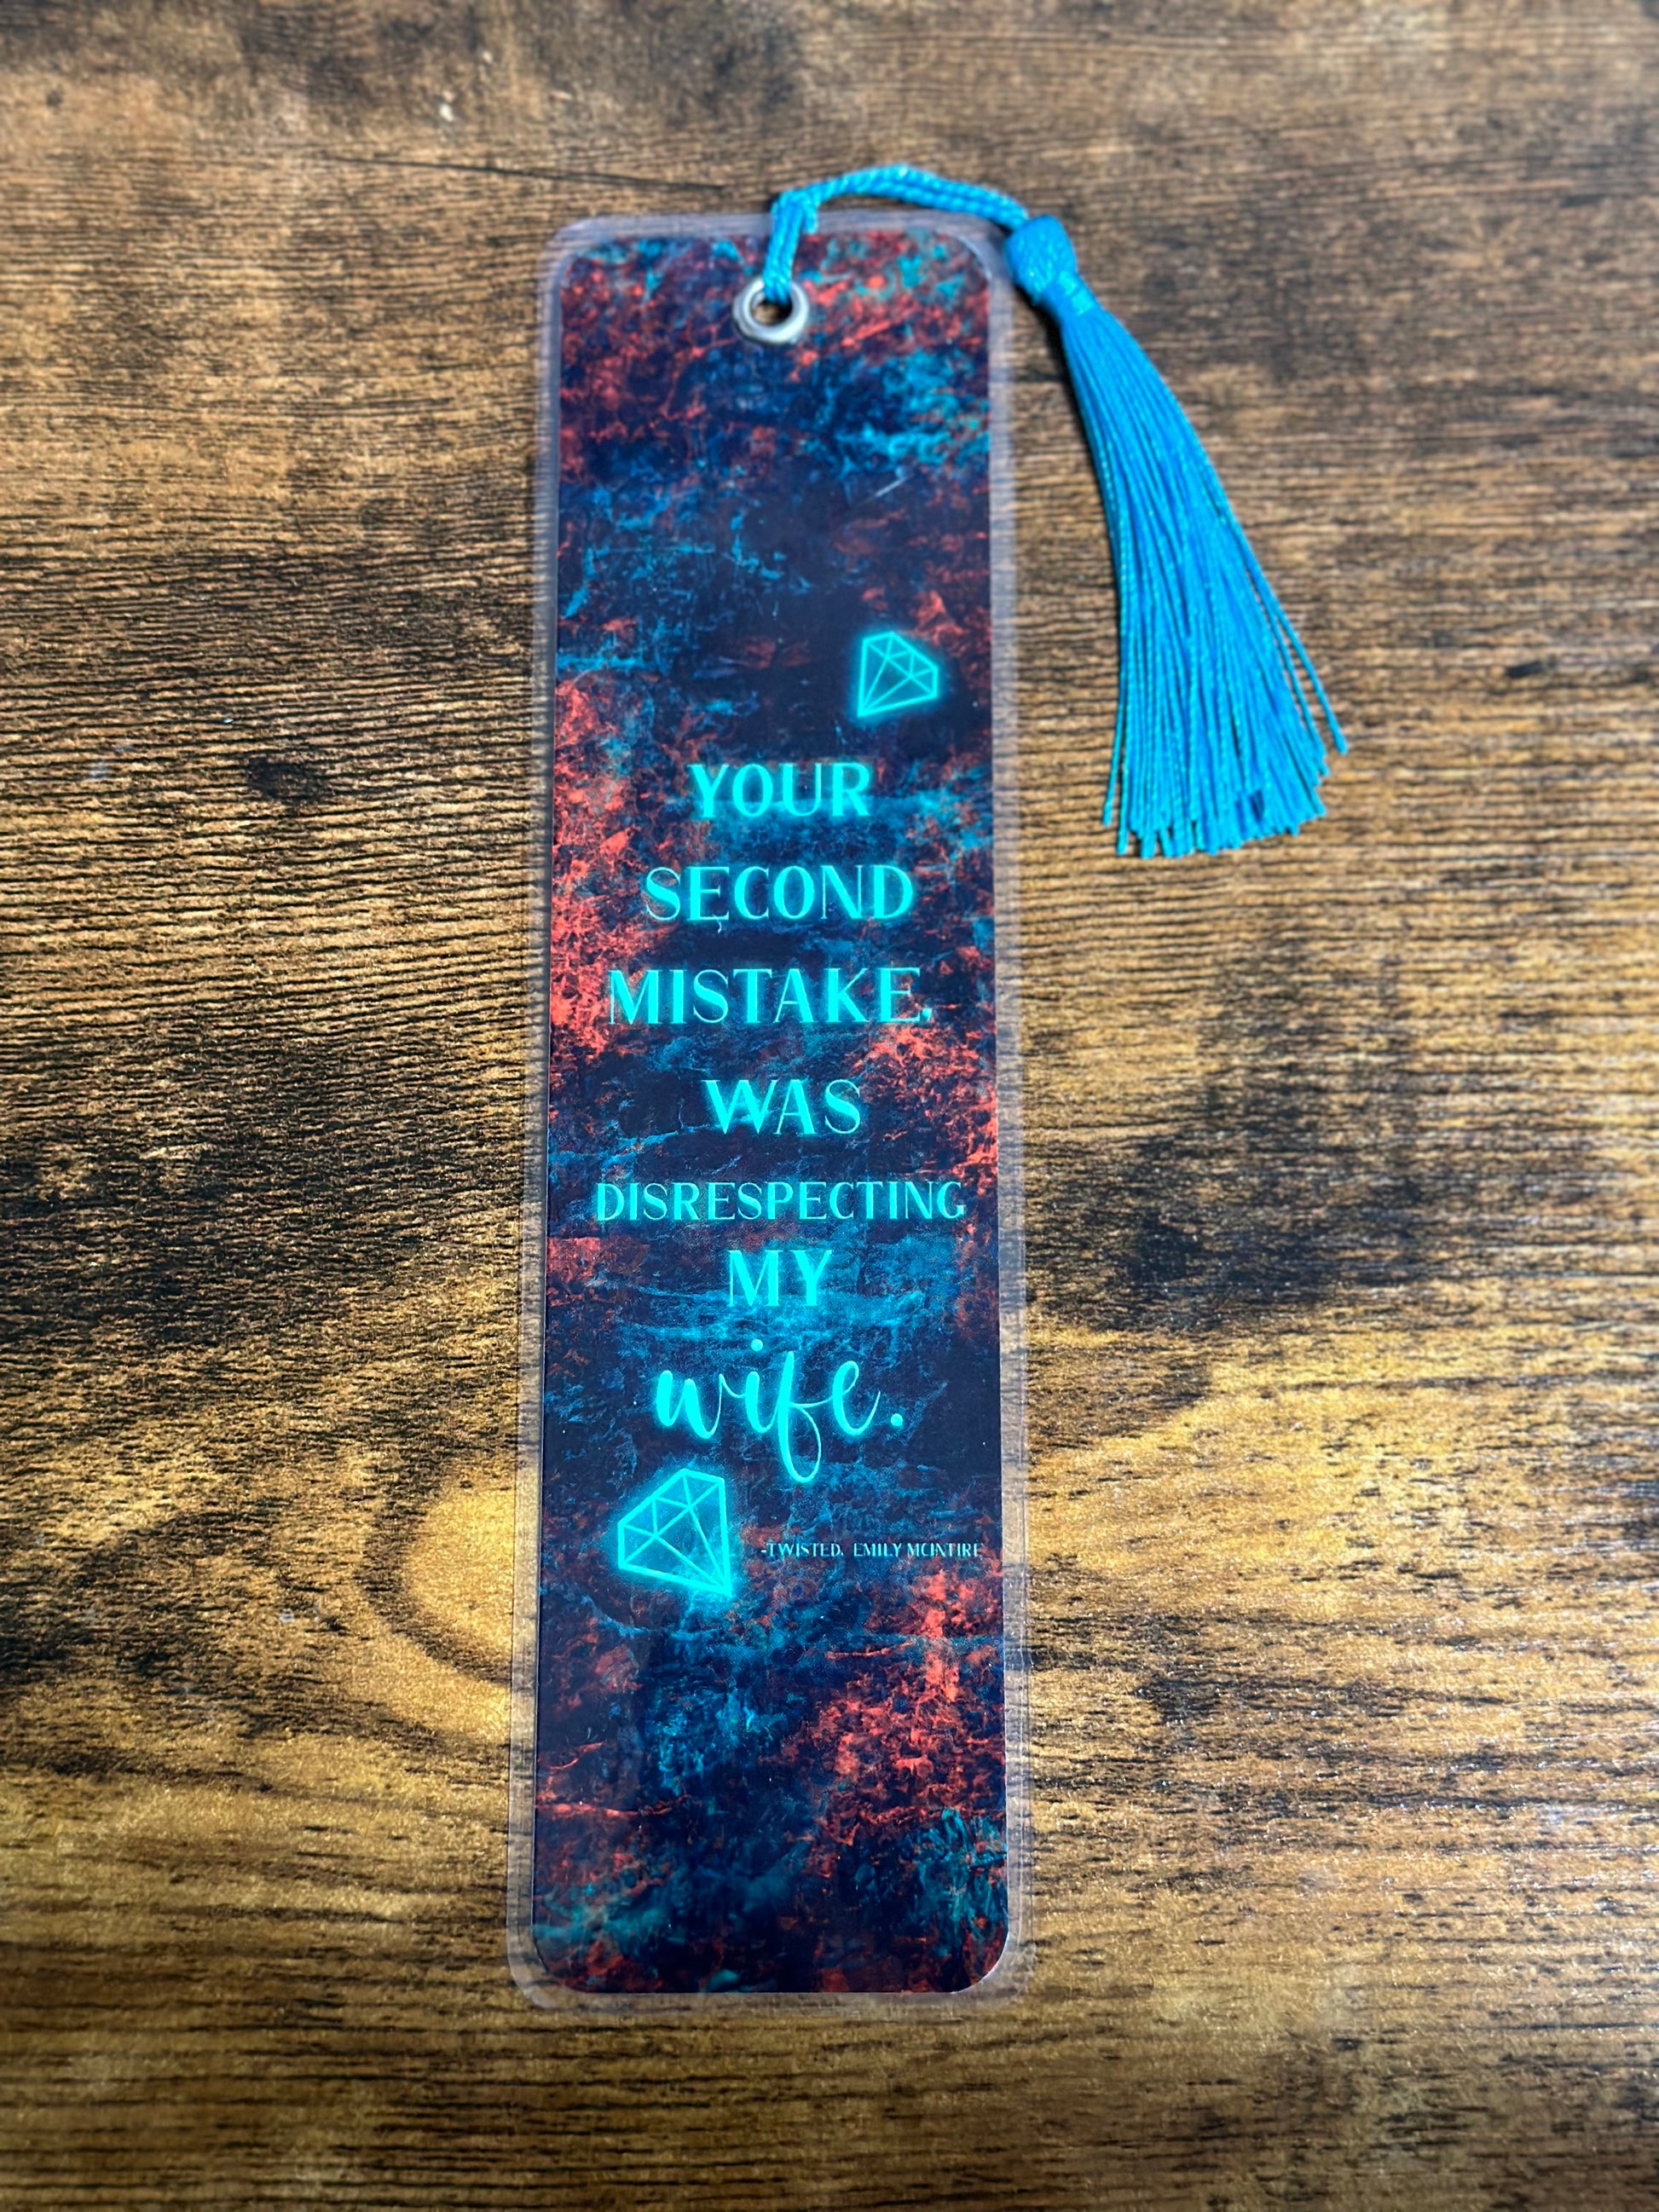 YOUR
SECOND
MISTAKE,
WAS
DISRESPECTING
MY
wife.
-TWISTED, EMILY MCINTIRE